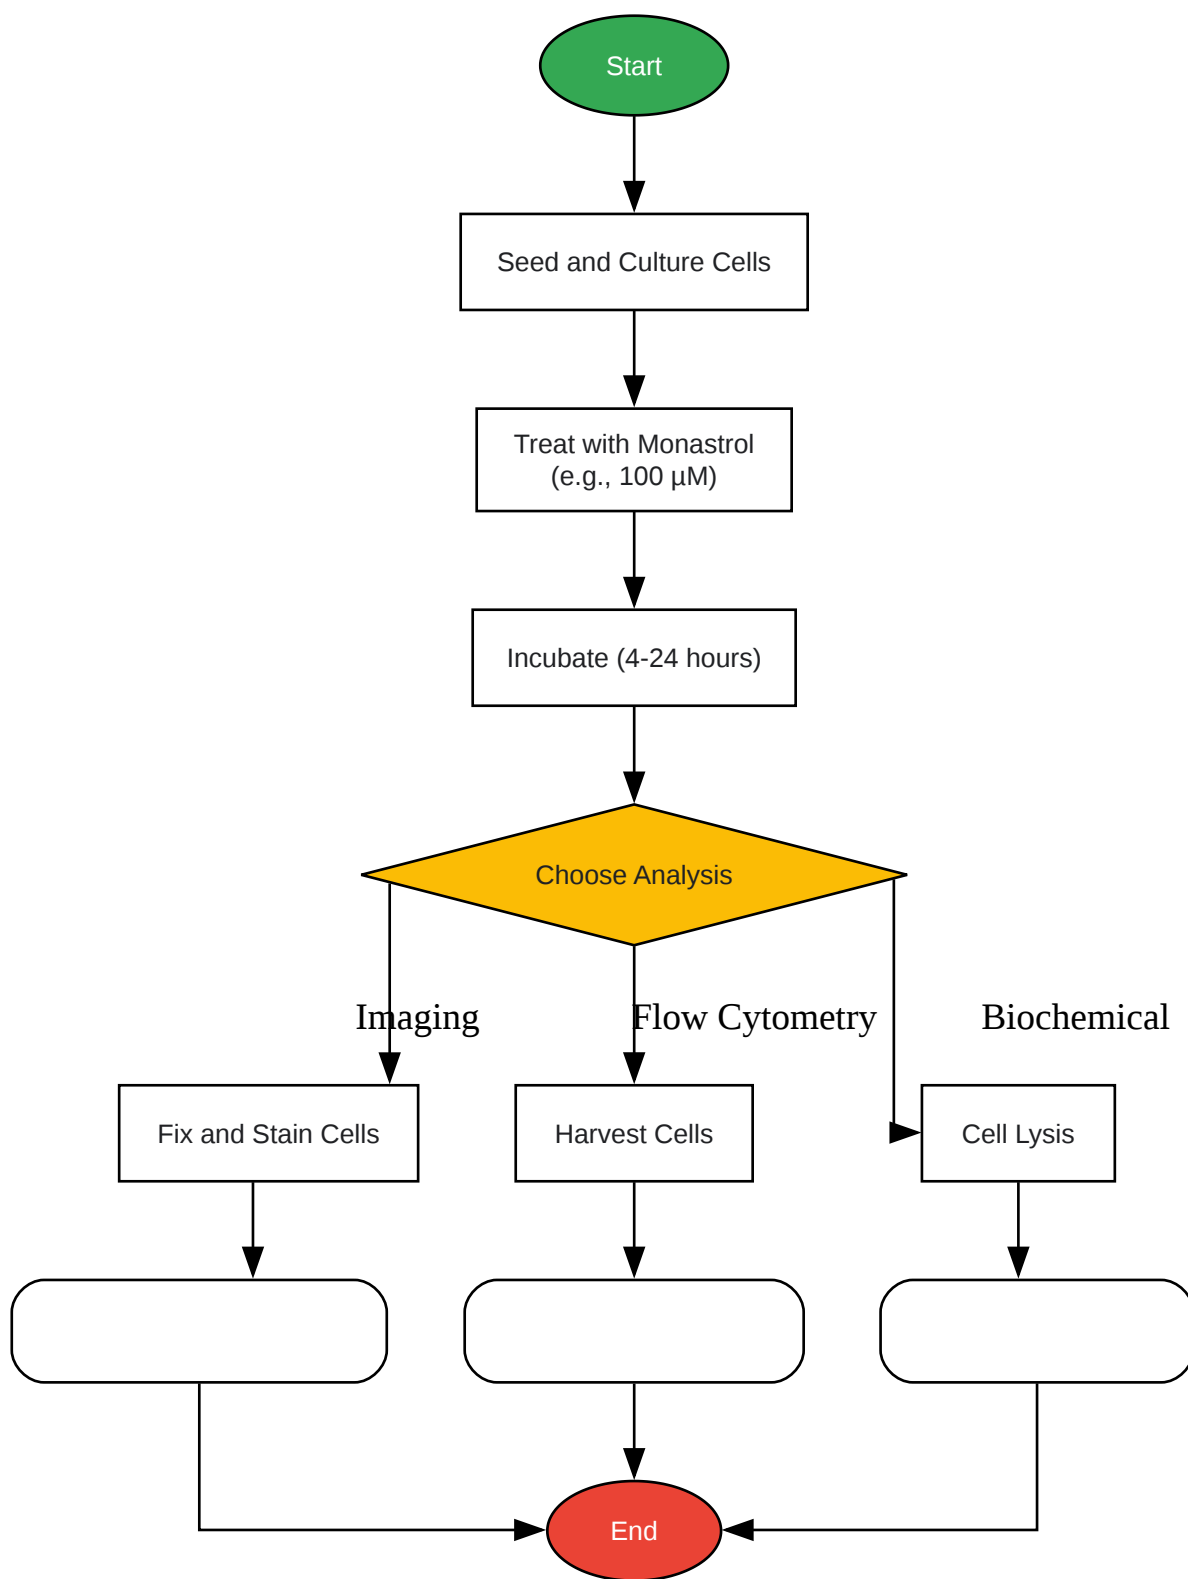 Start
Seed and Culture Cells
Treat with Monastrol
(e.g., 100 µM)
Incubate (4-24 hours)
Choose Analysis
Imaging
Flow Cytometry
Biochemical
Fix and Stain Cells
Harvest Cells
Cell Lysis
End